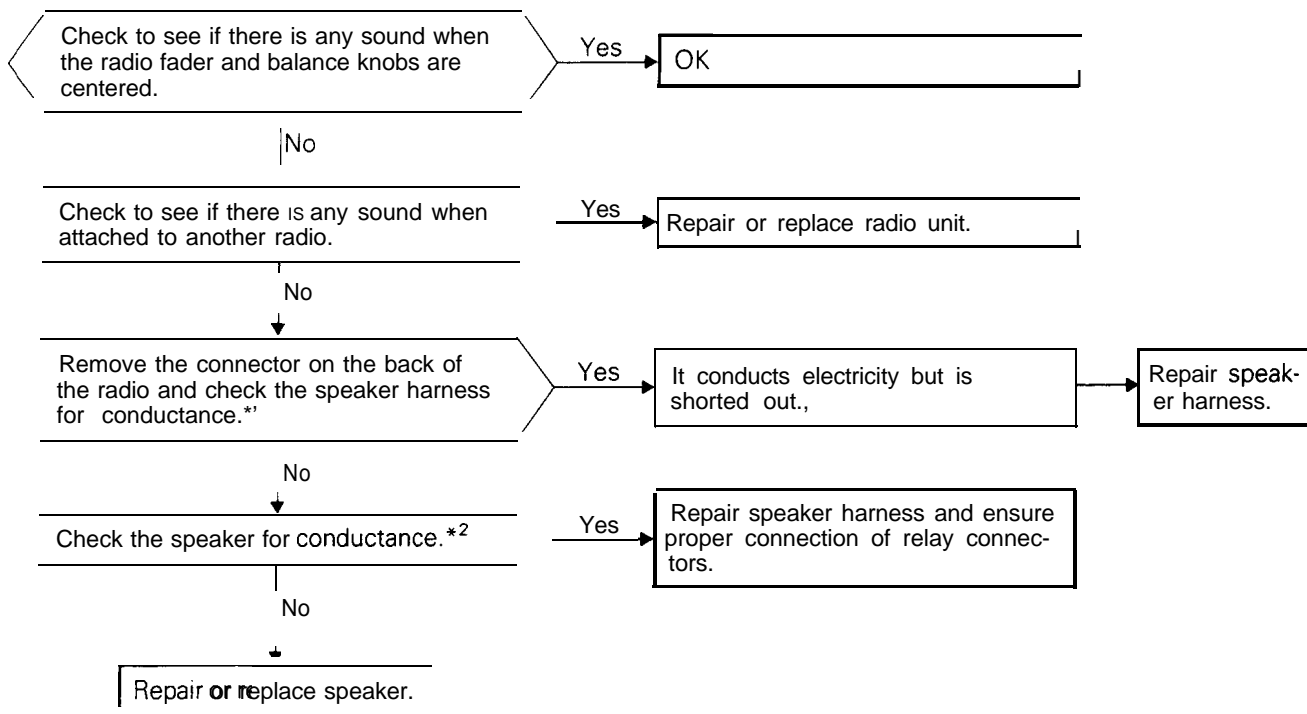 Check to see if there is any sound when
the radio fader and balance knobs are
centered.
Yes
OK
No
Check to see if there is any sound when
attached to another radio.
Yes
Repair or replace radio unit.
No
Remove the connector on the back of
the radio and check the speaker harness
for conductance.*'
Yes
It conducts electricity but is
shorted out.,
Repair speak-
er harness.
No
Check the speaker for conductance.*2
Yes
Repair speaker harness and ensure
proper connection of relay connec-
tors.
No
Repair or replace speaker.